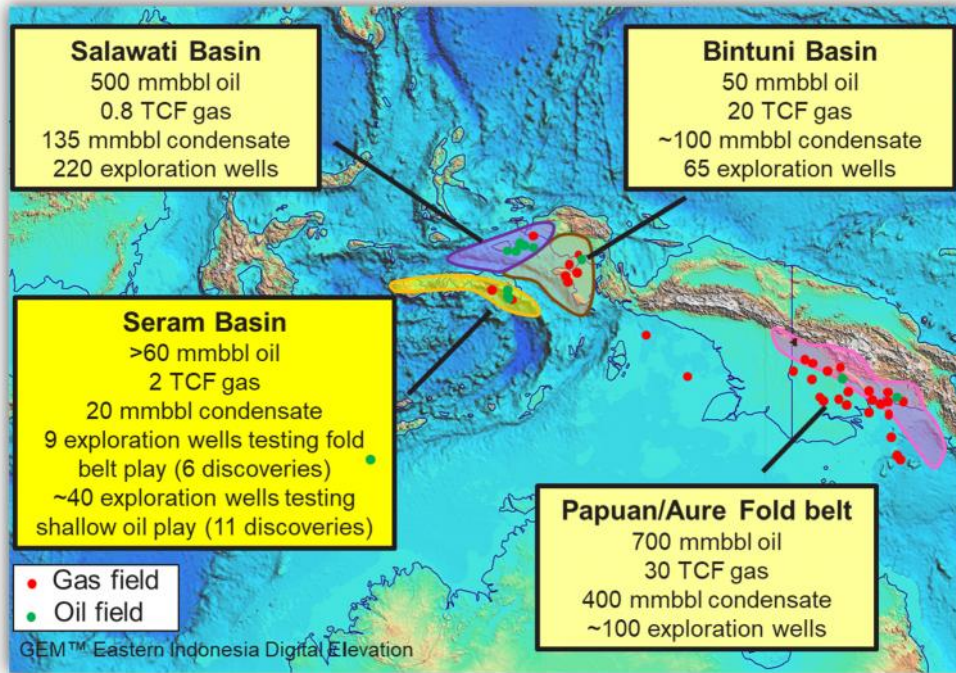 Salawati Basin
500 mmbbl oil
0.8 TCF gas
135 mmbbl condensate
220 exploration wells
Bintuni Basin
50 mmbbl oil
20 TCF gas
~100 mmbbl condensate
65 exploration wells
Seram Basin
>60 mmbbl oil
2 TCF gas
20 mmbbl condensate
9 exploration wells testing fold
belt play (6 discoveries)
~40 exploration wells testing
shallow oil play (11 discoveries)
Papuan/Aure Fold belt
700 mmbbl oil
30 TCF gas
400 mmbbl condensate
~100 exploration wells
Gas field
Oil field
GEM™ Eastern Indonesia Digital Elevation